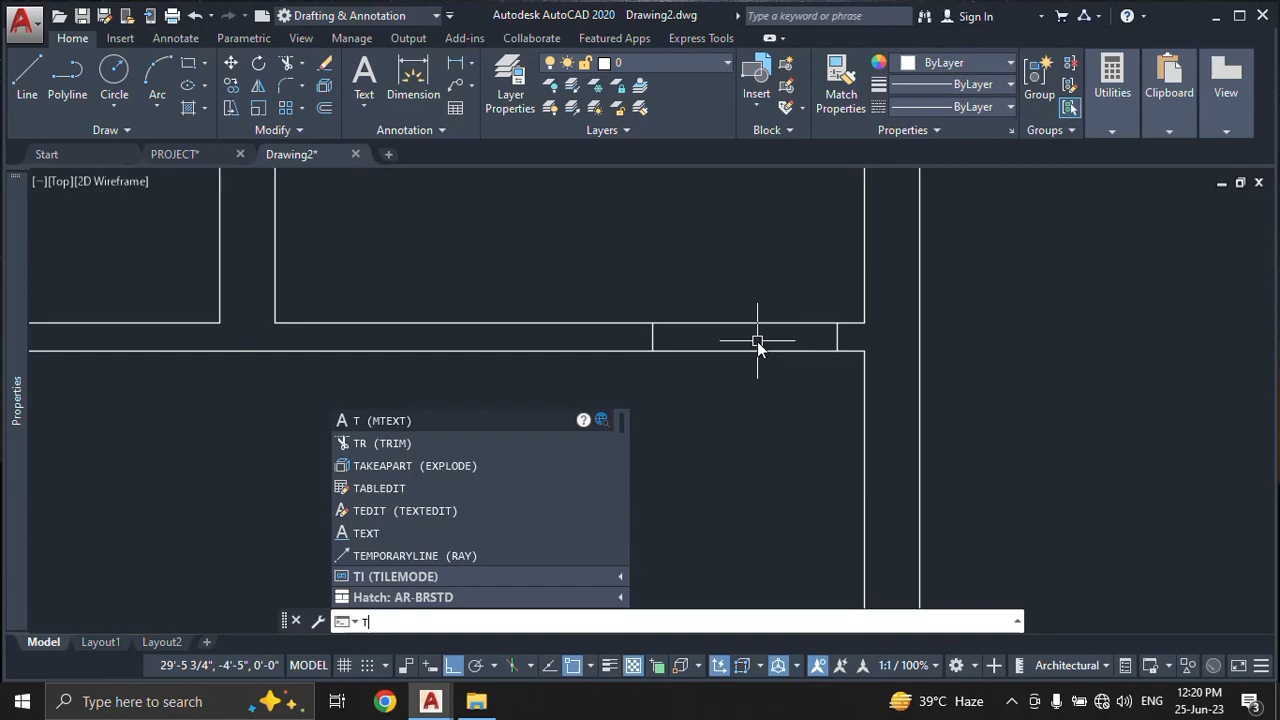 Drafting & Annotation
Autodesk AutoCAD 2020 Drawing2.dwg
Type a keyword or phrase
Sign In
Home Insert Annotate Parametric View Manage Output Add-ins Collaborate Featured Apps Express Tools
Line Polyline Circle Arc
Text Dimension
Layer
Properties
0
Insert
Match
Properties
ByLayer
ByLayer
ByLayer
Group Utilities Clipboard View
Draw Modify Annotation Layers Block Properties Groups
Start PROJECT* Drawing2*
[−][Top][2D Wireframe]
Properties
T (MTEXT)
TR (TRIM)
TAKEAPART (EXPLODE)
TABLEDIT
TEDIT (TEXTEDIT)
TEXT
TEMPORARYLINE (RAY)
TI (TILEMODE)
Hatch: AR-BRSTD
T
Model Layout1 Layout2
29'-5 3/4", -4'-5", 0'-0" MODEL
1:1 / 100%
Architectural
Type here to search
39°C Haze
ENG
12:20 PM
25-Jun-23
3